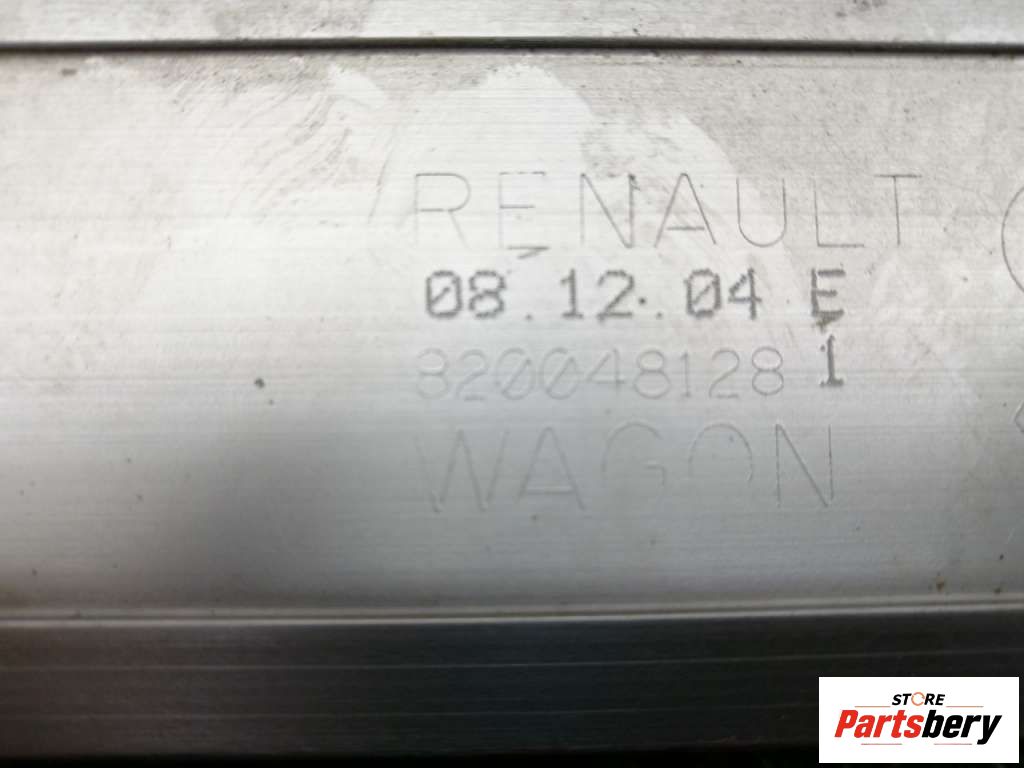 RENAULT
08.12.04 E
820048128 1
WAGON
STORE
Partsbery